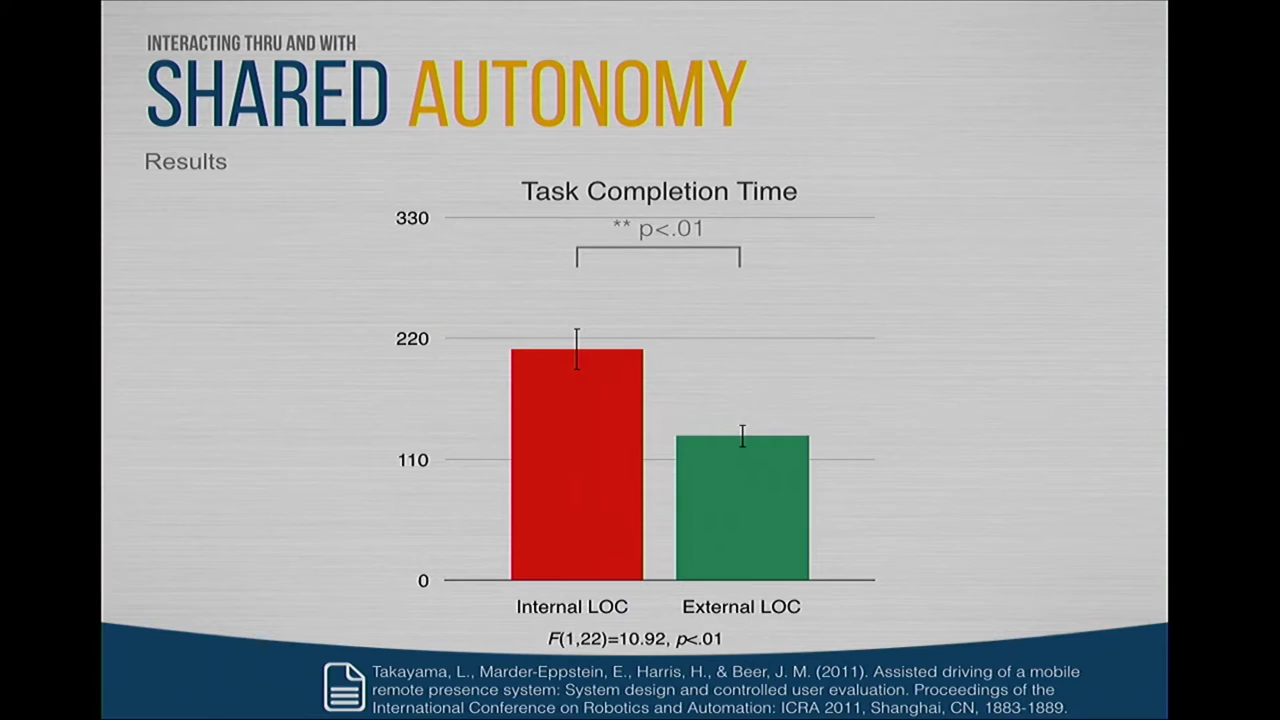 INTERACTING THRU AND WITH
SHARED AUTONOMY
Results
Task Completion Time
330
** p<.01
220
110
0
Internal LOC External LOC
F(1,22)=10.92, p<.01
Takayama, L., Marder-Eppstein, E., Harris, H., & Beer, J. M. (2011). Assisted driving of a mobile
remote presence system: System design and controlled user evaluation. Proceedings of the
International Conference on Robotics and Automation: ICRA 2011, Shanghai, CN, 1883-1889.